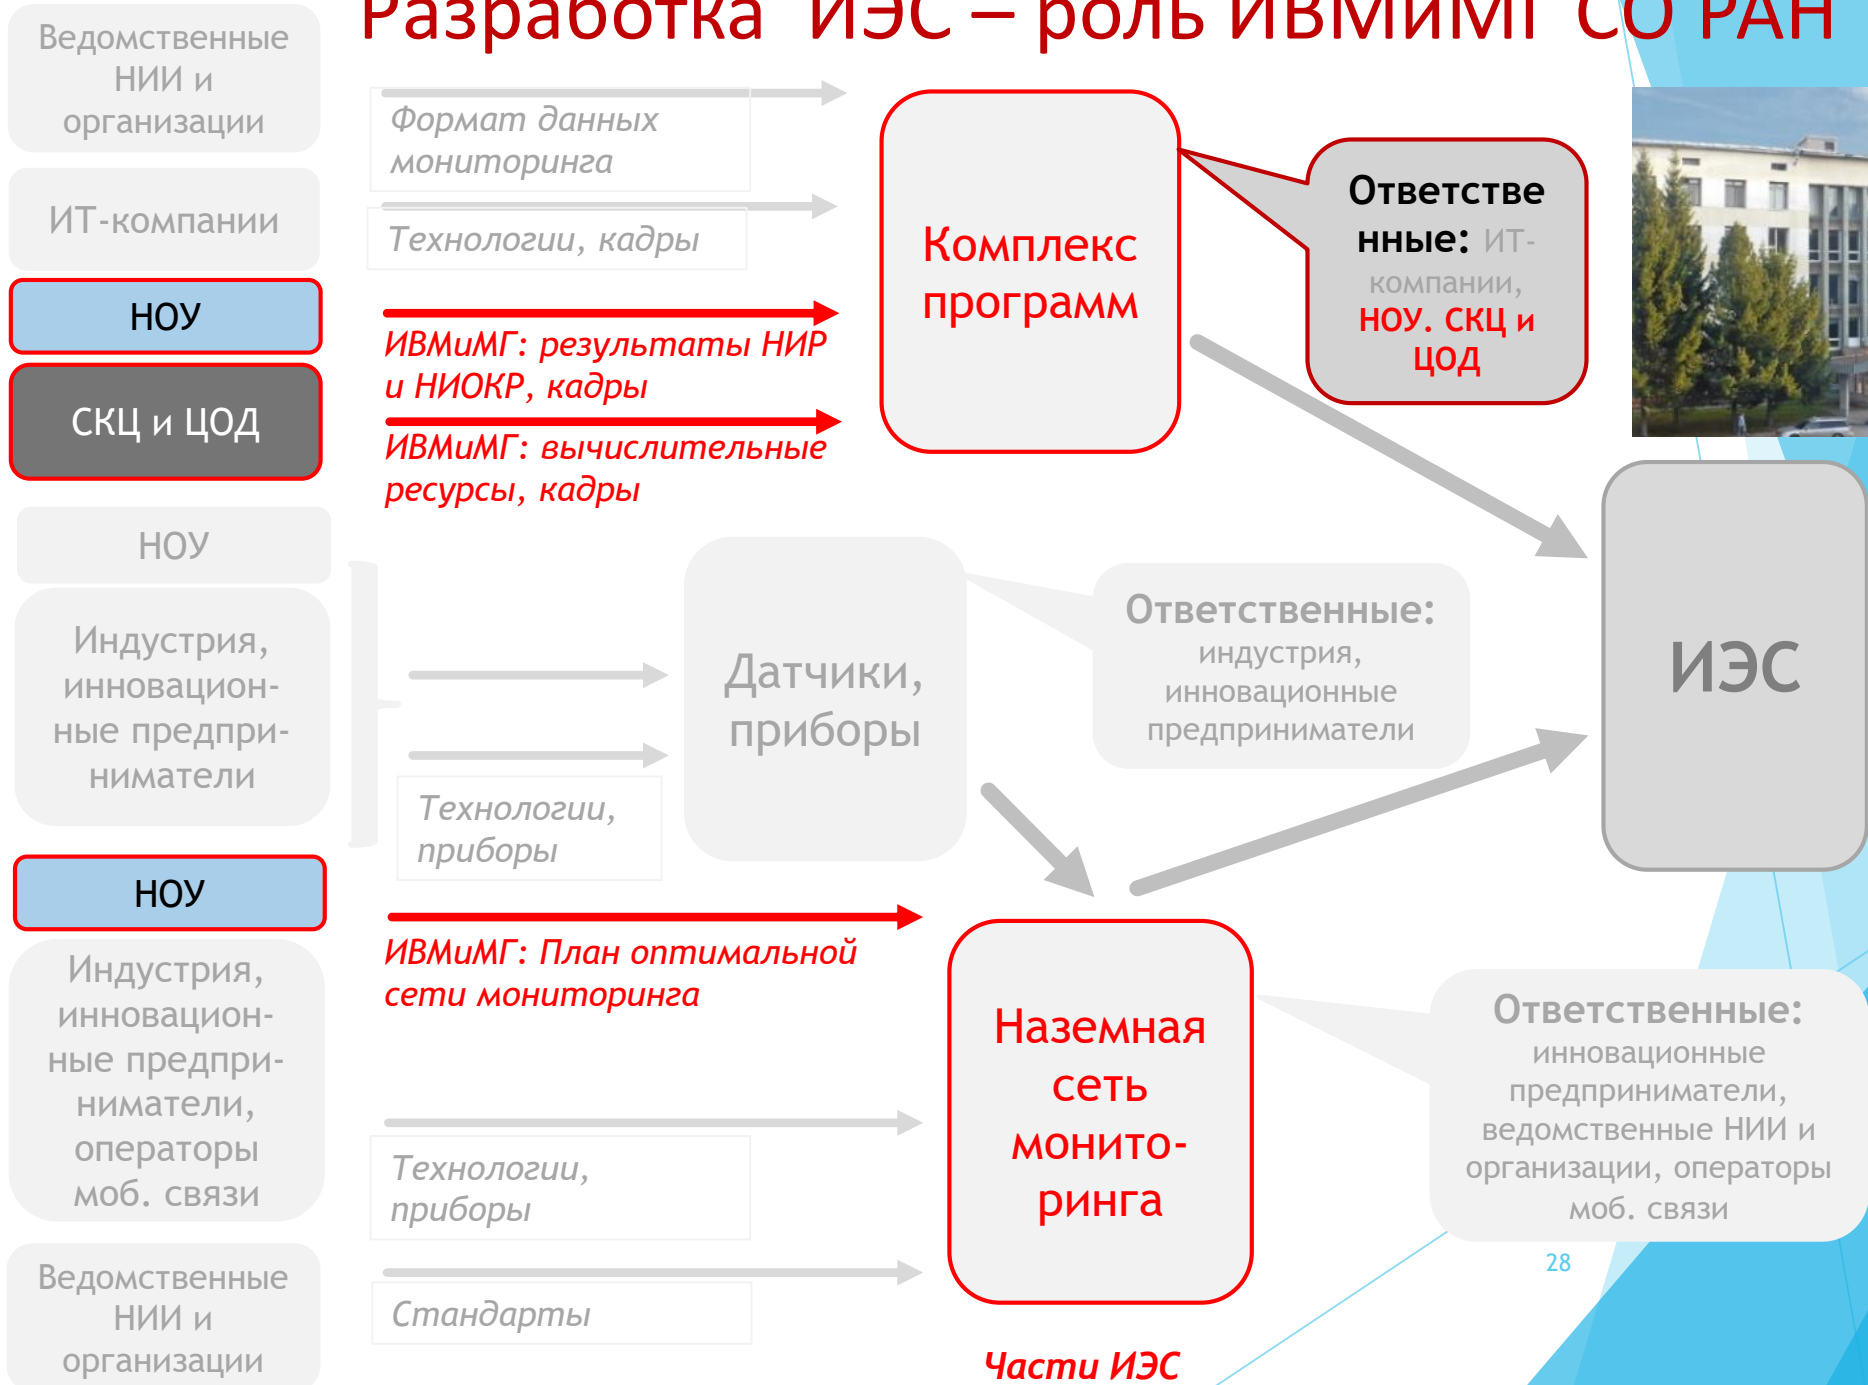 Разработка ИЭС – роль ИВМиМГ СО РАН
Ведомственные
НИИ и
организации
ИТ-компании
НОУ
СКЦ и ЦОД
НОУ
Индустрия,
инновацион-
ные предпри-
ниматели
НОУ
Индустрия,
инновацион-
ные предпри-
ниматели,
операторы
моб. связи
Ведомственные
НИИ и
организации
Формат данных
мониторинга
Технологии, кадры
ИВМиМГ: результаты НИР
и НИОКР, кадры
ИВМиМГ: вычислительные
ресурсы, кадры
Комплекс
программ
Ответстве
нные: ИТ-
компании,
НОУ. СКЦ и
ЦОД
Технологии,
приборы
Датчики,
приборы
Ответственные:
индустрия,
инновационные
предприниматели
ИЭС
ИВМиМГ: План оптимальной
сети мониторинга
Технологии,
приборы
Стандарты
Наземная
сеть
монито-
ринга
Ответственные:
инновационные
предприниматели,
ведомственные НИИ и
организации, операторы
моб. связи
28
Части ИЭС